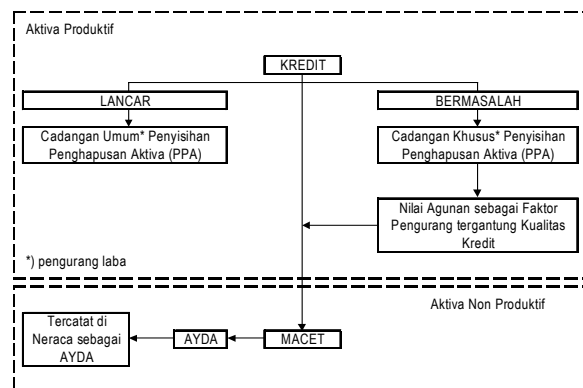 Aktiva Produktif
KREDIT
LANCAR
BERMASALAH
Cadangan Umum* Penyisihan
Penghapusan Aktiva (PPA)
Cadangan Khusus* Penyisihan
Penghapusan Aktiva (PPA)
Nilai Agunan sebagai Faktor
Pengurang tergantung Kualitas
Kredit
*) pengurang laba
Aktiva Non Produktif
Tercatat di
Neraca sebagai
AYDA
AYDA
MACET